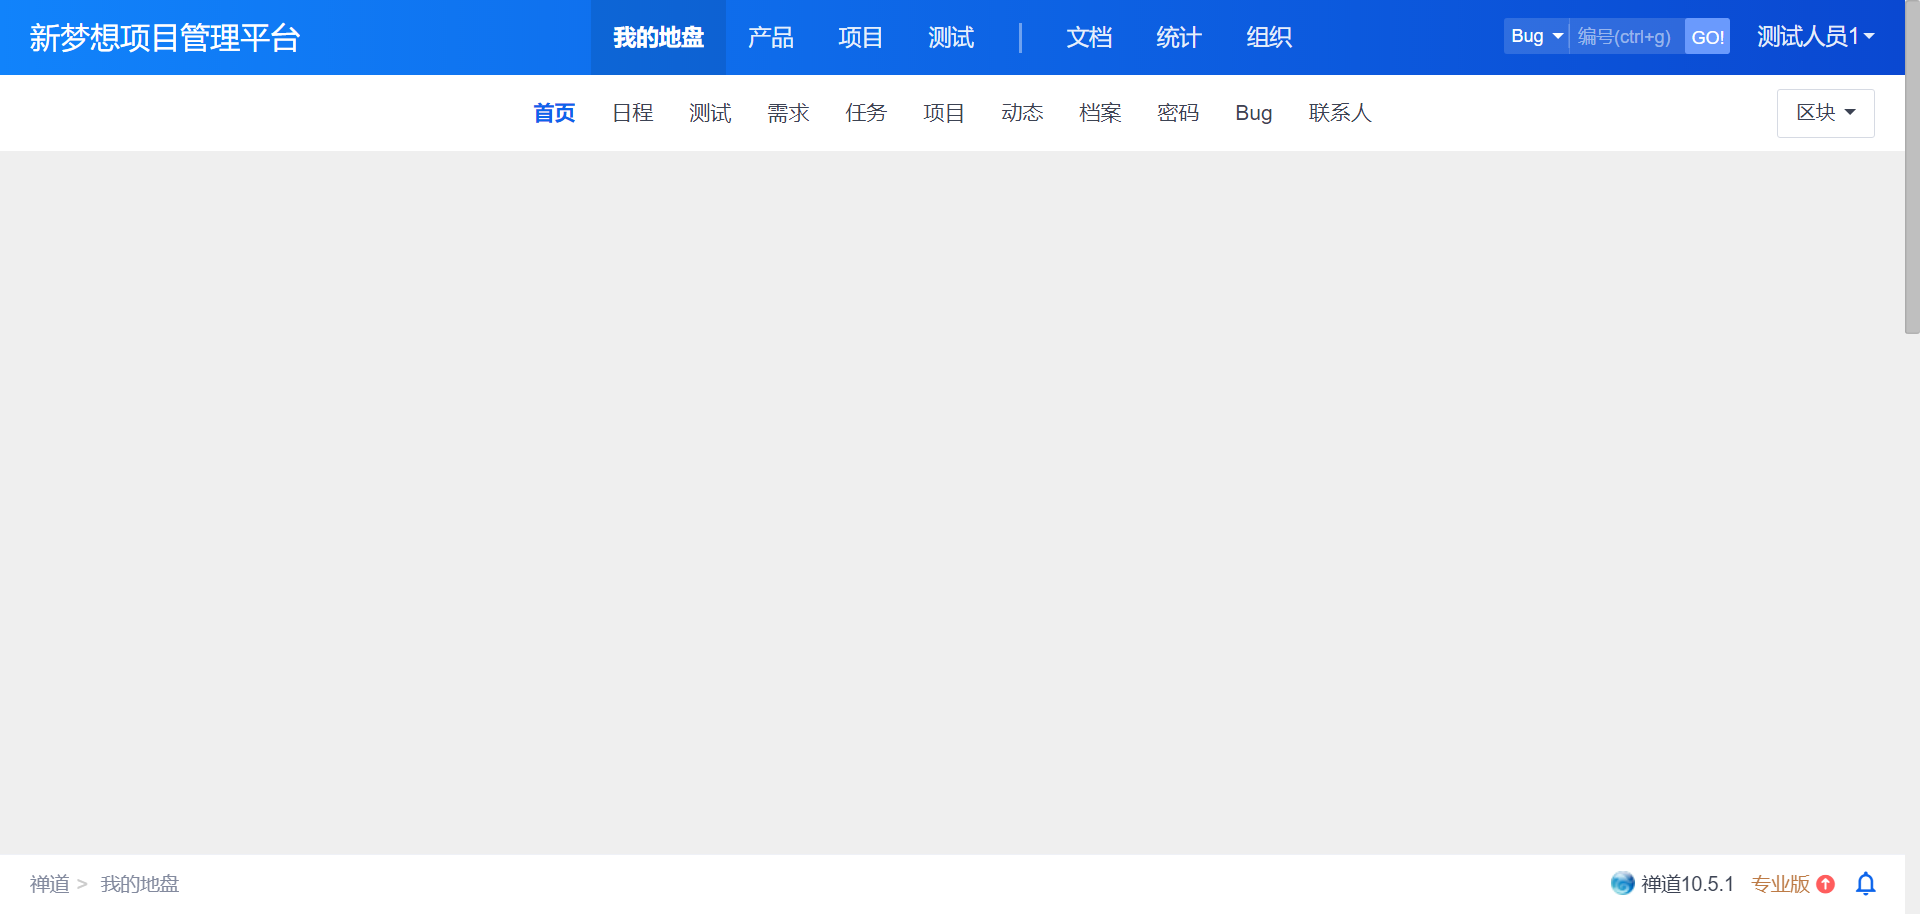 新梦想项目管理平台 我的地盘 产品 项目 测试 文档 统计 组织 Bug 编号(ctrl+g) GO! 测试人员1
首页 日程 测试 需求 任务 项目 动态 档案 密码 Bug 联系人 区块
禅道 > 我的地盘 禅道10.5.1 专业版